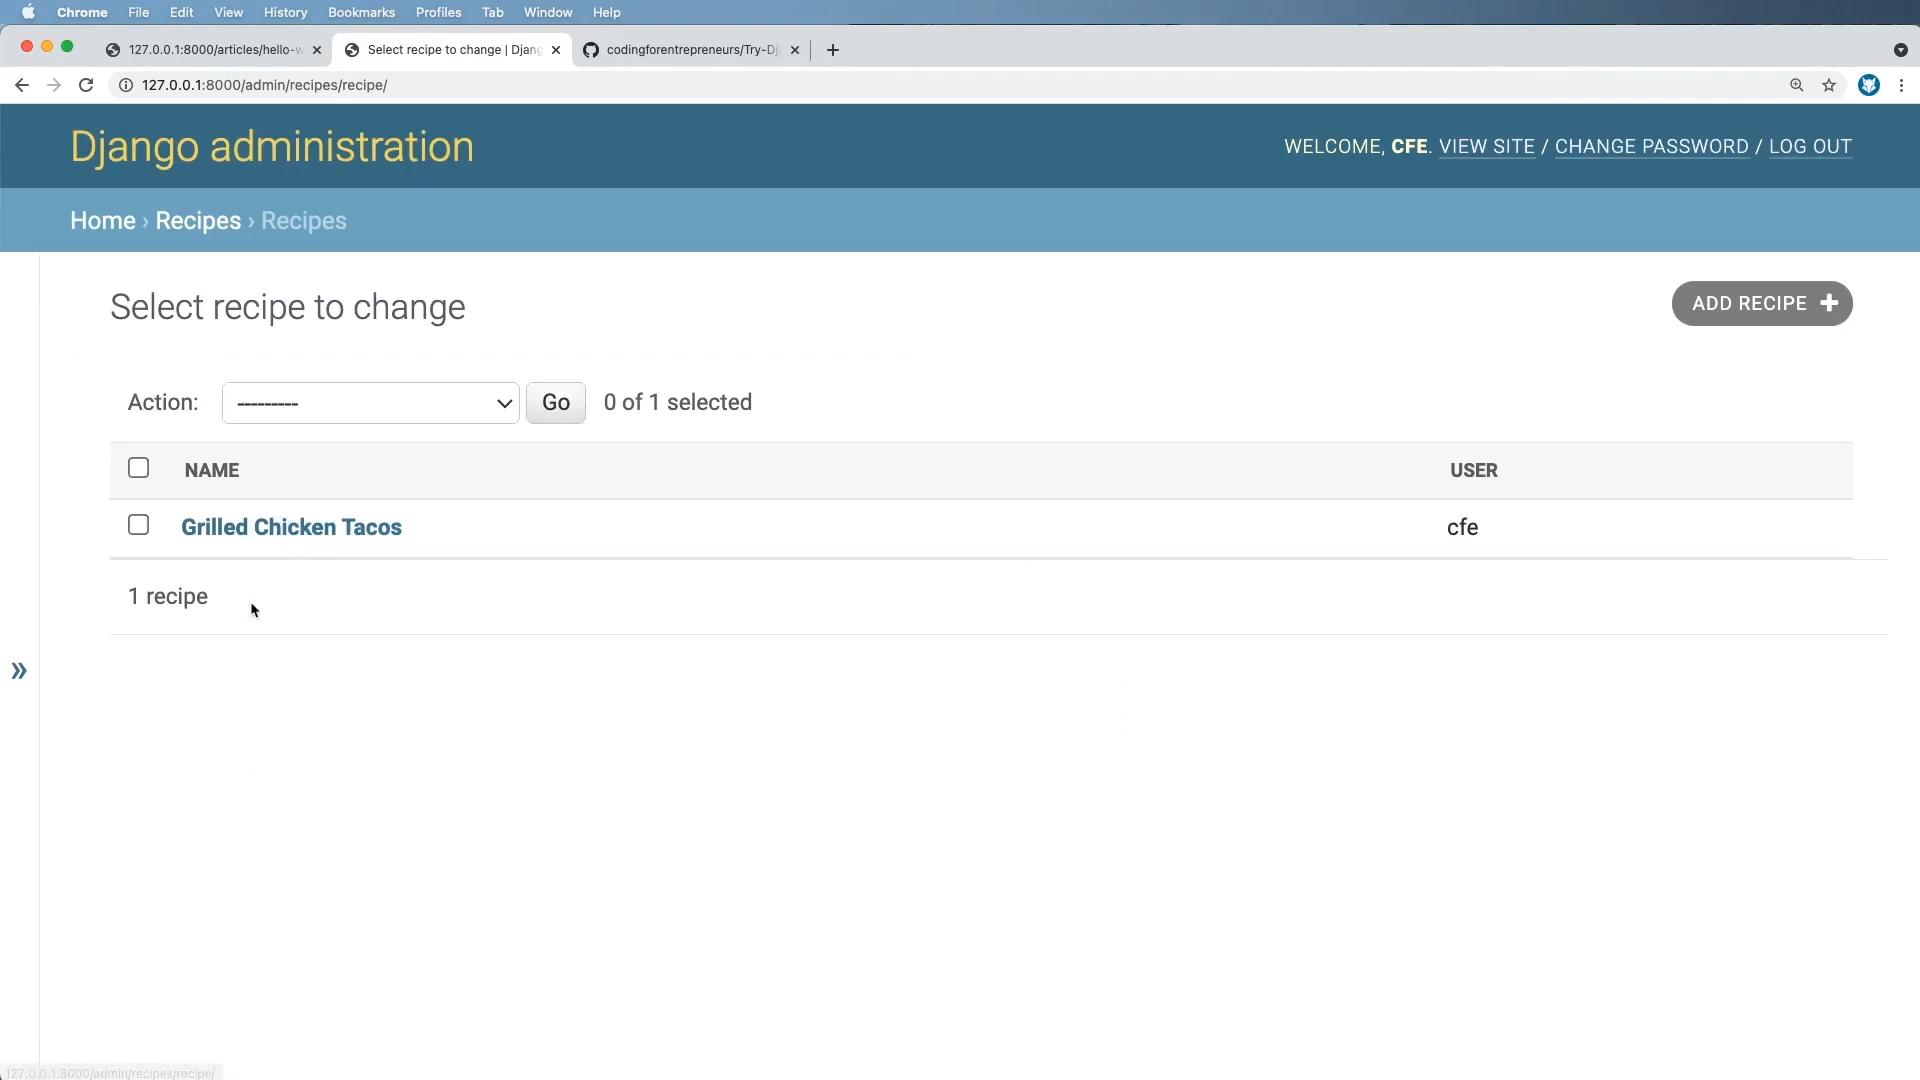 Chrome File Edit View History Bookmarks Profiles Tab Window Help
127.0.0.1:8000/articles/hello-w
Select recipe to change | Djang
codingforentrepreneurs/Try-Dj
127.0.0.1:8000/admin/recipes/recipe/
Django administration
WELCOME, CFE. VIEW SITE / CHANGE PASSWORD / LOG OUT
Home › Recipes › Recipes
Select recipe to change
ADD RECIPE
Action: --------- Go 0 of 1 selected
NAME USER
Grilled Chicken Tacos cfe
1 recipe
127.0.0.1:8000/admin/recipes/recipe/